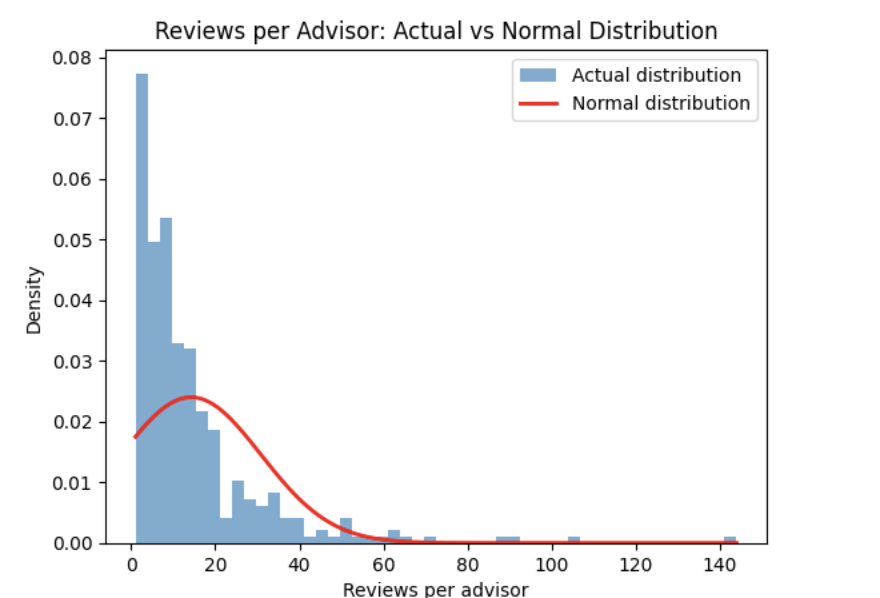 Reviews per Advisor: Actual vs Normal Distribution
Actual distribution
Normal distribution
0.08
0.07
0.06
0.05
0.04
0.03
0.02
0.01
0.00
Density
0 20 40 60 80 100 120 140
Reviews per advisor